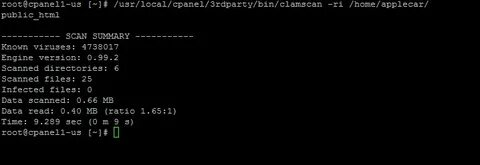 root@cpanel1-us [~]# /usr/local/cpanel/3rdparty/bin/clamscan -ri /home/applecar/
public_html

----------- SCAN SUMMARY -----------
Known viruses: 4738017
Engine version: 0.99.2
Scanned directories: 6
Scanned files: 25
Infected files: 0
Data scanned: 0.66 MB
Data read: 0.40 MB (ratio 1.65:1)
Time: 9.289 sec (0 m 9 s)
root@cpanel1-us [~]#